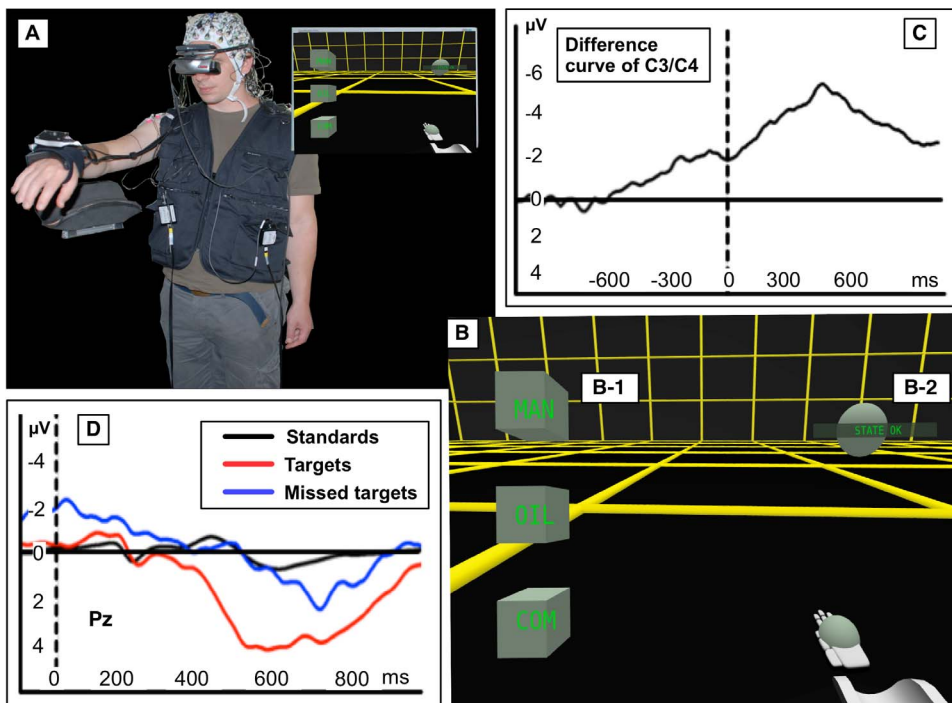 A
C
µV
Difference
curve of C3/C4
-6
-4
-2
0
2
4
-600 -300 0 300 600 ms
B
B-1
B-2
MAN
STATE OK
OIL
COM
D
µV
-4
-2
0
2
4
Standards
Targets
Missed targets
Pz
0 200 400 600 800 ms